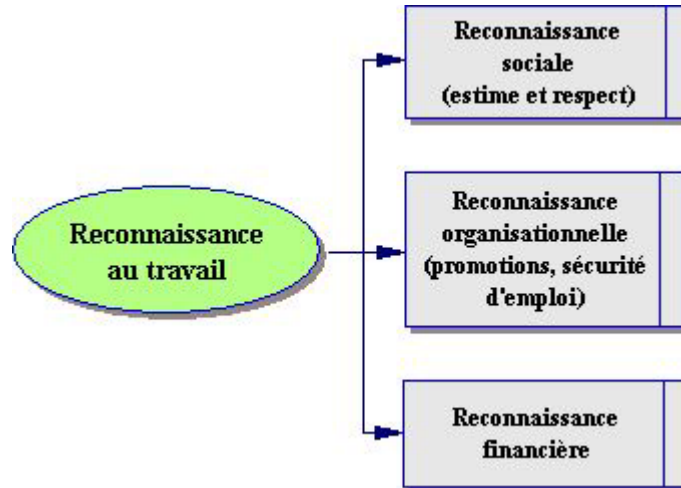 Reconnaissance
sociale
(estime et respect)
Reconnaissance
au travail
Reconnaissance
organisationnelle
(promotions, sécurité
d'emploi)
Reconnaissance
financière